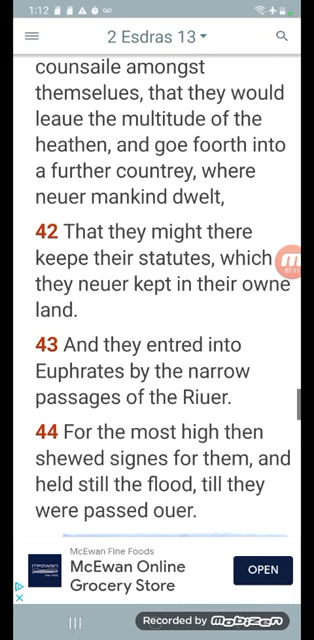 1:12
2 Esdras 13
counsaile amongst
themselues, that they would
leaue the multitude of the
heathen, and goe foorth into
a further countrey, where
neuer mankind dwelt,
42 That they might there
keepe their statutes, which
they neuer kept in their owne
land.
07:11
43 And they entred into
Euphrates by the narrow
passages of the Riuer.
44 For the most high then
shewed signes for them, and
held still the flood, till they
were passed ouer.
McEwan Fine Foods
McEwan Online
Grocery Store
OPEN
McEWAN
Recorded by mobizen